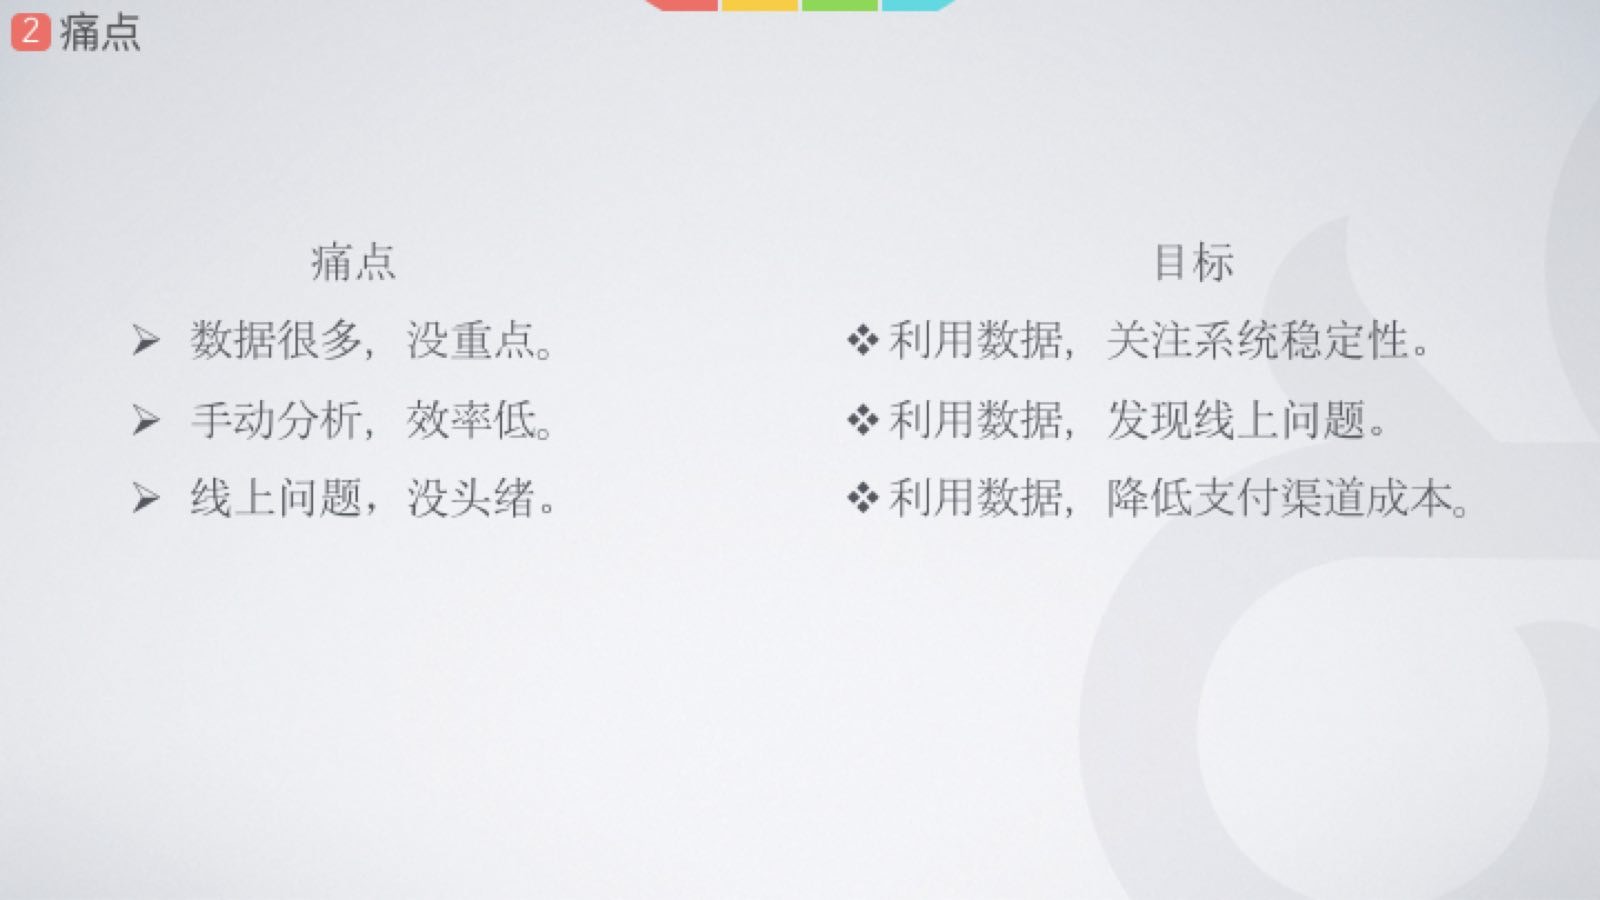 2 痛点
痛点
数据很多，没重点。
手动分析，效率低。
线上问题，没头绪。
目标
利用数据，关注系统稳定性。
利用数据，发现线上问题。
利用数据，降低支付渠道成本。